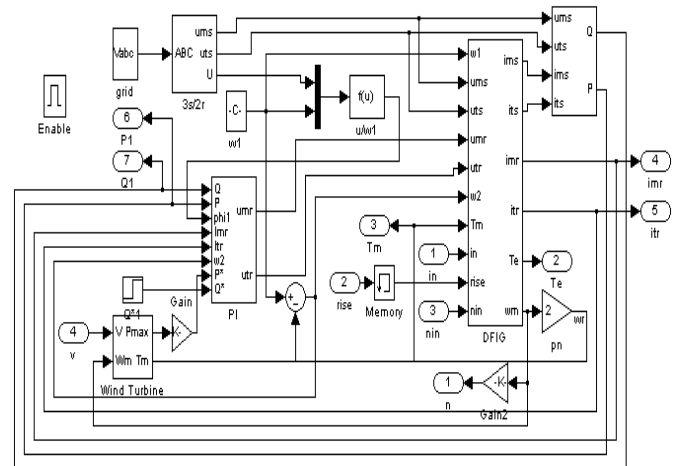 ums
uts
ims
its
Q
P
Vabc
grid
ABC
ums
uts
U
3s/2r
-C-
w1
f(u)
u/w1
Enable
6
P1
7
Q1
w1
ums
uts
umr
utr
w2
Tm
in
rise
nin
ims
its
imr
itr
Te
wm
DFIG
4
imr
5
itr
2
Te
2
pn
wr
Q
P
phi1
Imr
Itr
w2
P*
Q*
umr
utr
PI
3
Tm
1
in
2
rise
Memory
3
nin
Q*1
Gain
-K-
4
v
V Pmax
Wm Tm
Wind Turbine
1
n
-K-
Gain2